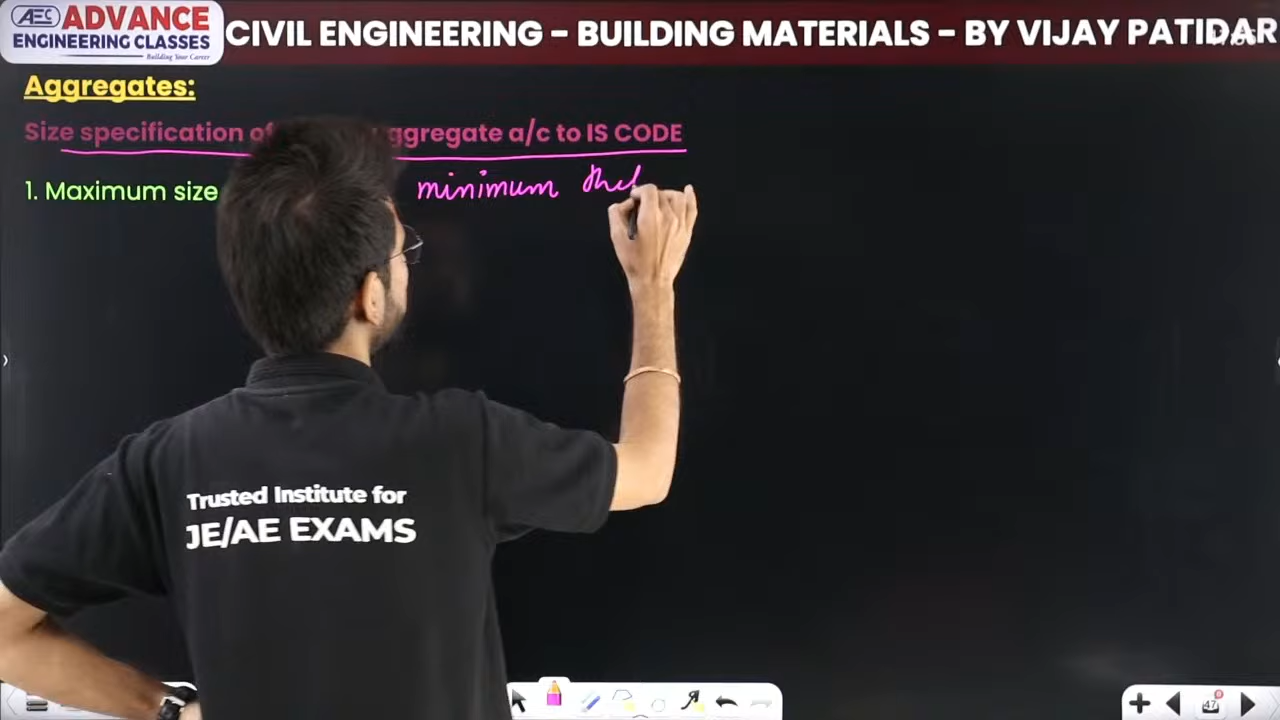 AEC ADVANCE
ENGINEERING CLASSES
Building Your Career
CIVIL ENGINEERING - BUILDING MATERIALS - BY VIJAY PATIDAR
Aggregates:
Size specification of ggregate a/c to IS CODE
1. Maximum size minimum
Trusted Institute for
JE/AE EXAMS
47